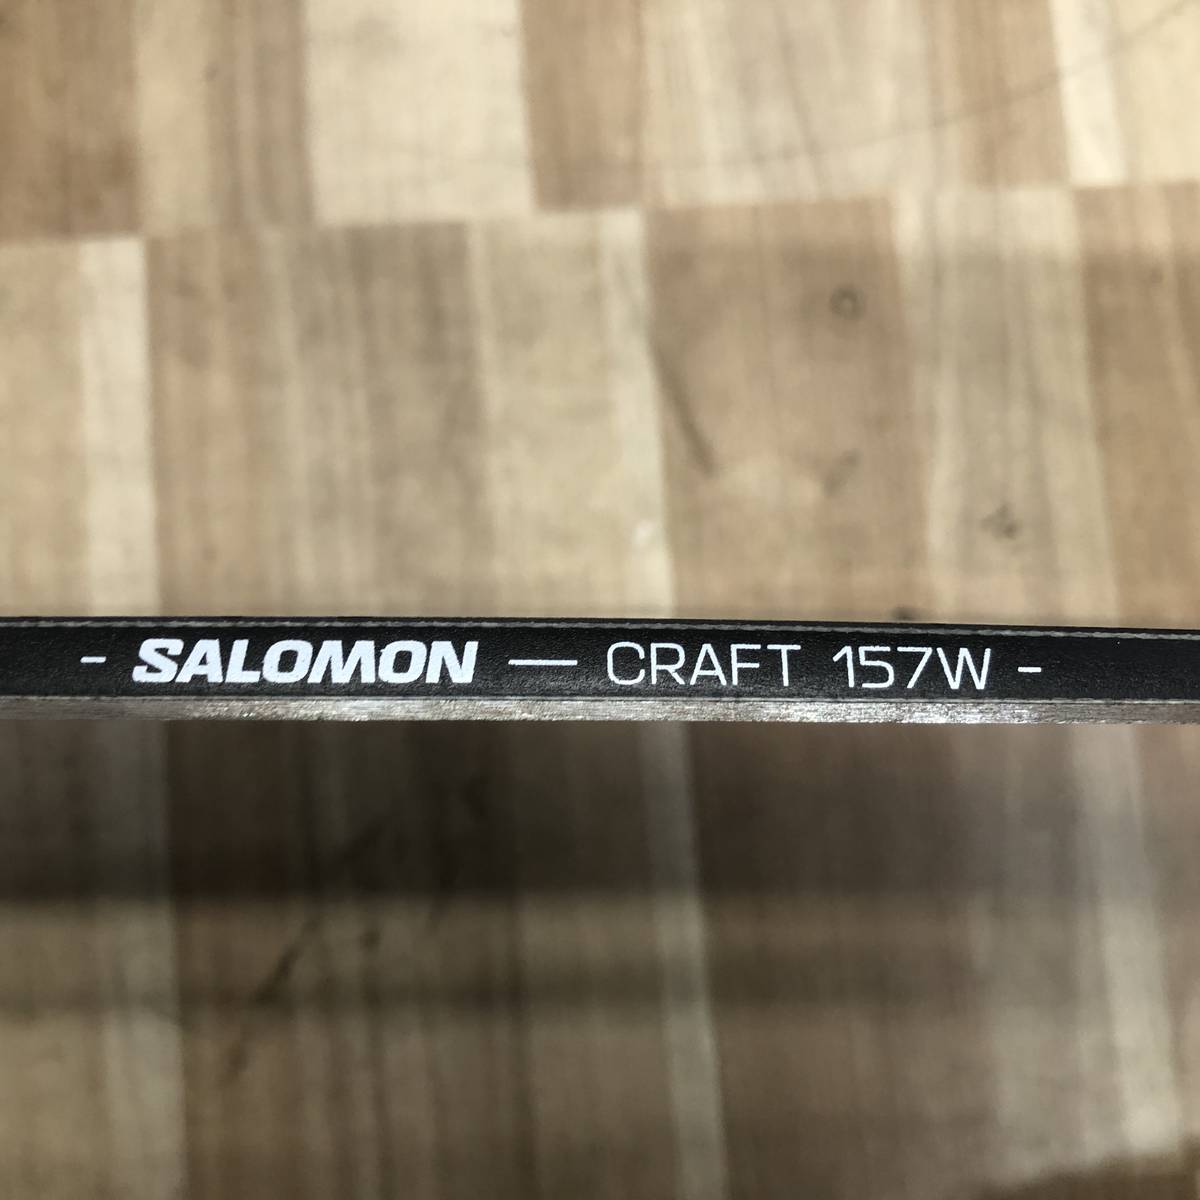 - SALOMON — CRAFT 157W -